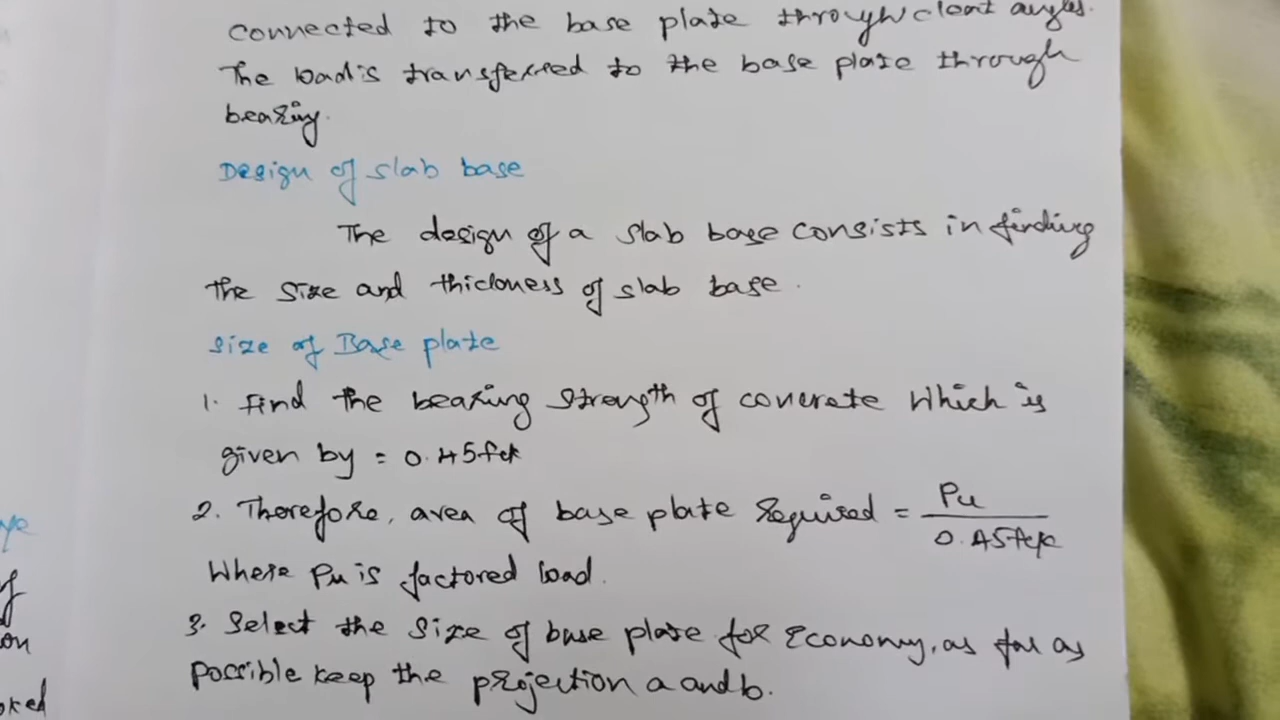 connected to the base plate through cleat angles.
The load is transferred to the base plate through
bearing.
Design of slab base
The design of a slab base consists in finding
the size and thickness of slab base.
size of Base plate
1. Find the bearing strength of concrete which is
given by = 0.45fck
2. Therefore, area of base plate required = Pu / 0.45fck
Where Pu is factored load.
3. Select the size of base plate for Economy, as far as
possible keep the projection a and b.
on
oked